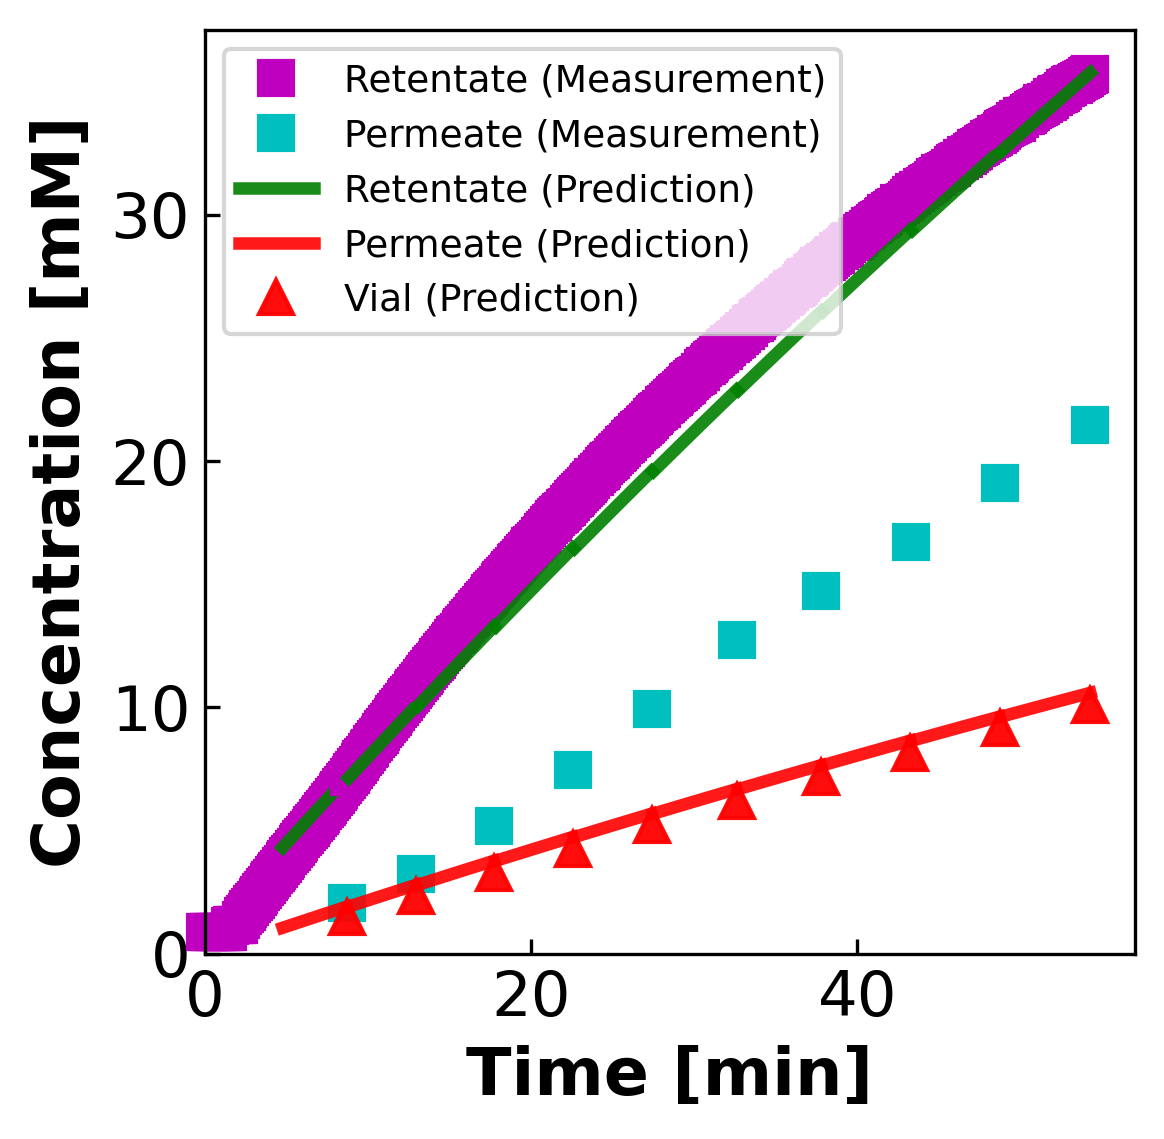 Retentate (Measurement)
Permeate (Measurement)
Retentate (Prediction)
Permeate (Prediction)
Vial (Prediction)
Concentration [mM]
30
20
10
0
0
20
40
Time [min]